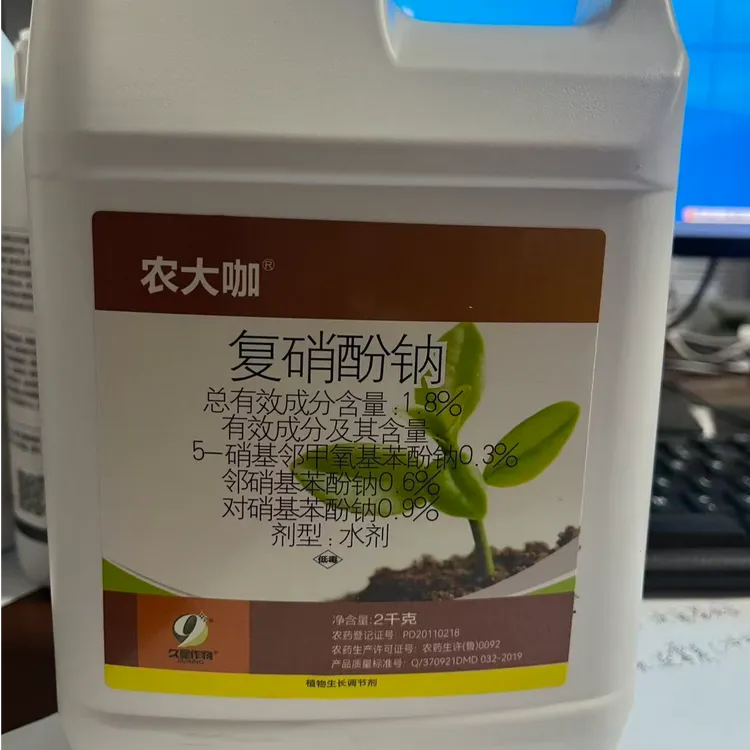 农大咖®
复硝酚钠
总有效成分含量:1.8%
有效成分及其含量
5-硝基邻甲氧基苯酚钠0.3%
邻硝基苯酚钠0.6%
对硝基苯酚钠0.9%
剂型:水剂
低毒
净含量:2千克
农药登记证号 PD20110218
农药生产许可证号: 农药生许(鲁)0092
产品质量标准号: Q/370921DMD 032-2019
植物生长调节剂